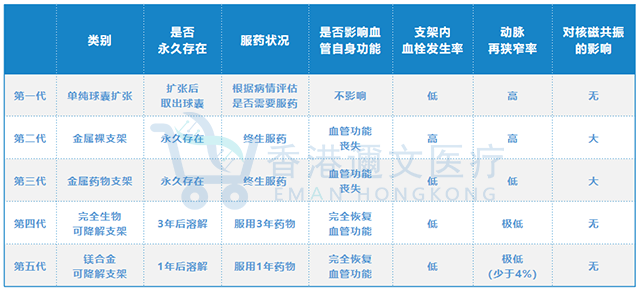 类别
是否
永久存在
服药状况
是否影响血
管自身功能
支架内
血栓发生率
动脉
再狭窄率
对核磁共振
的影响
第一代
单纯球囊扩张
扩张后
取出球囊
根据病情评估
是否需要服药
不影响
低
高
无
第二代
金属裸支架
永久存在
终生服药
血管功能
丧失
高
高
大
第三代
金属药物支架
永久存在
终生服药
血管功能
丧失
低
低
大
第四代
完全生物
可降解支架
3年后溶解
服用3年药物
完全恢复
血管功能
低
极低
无
第五代
镁合金
可降解支架
1年后溶解
服用1年药物
完全恢复
血管功能
低
极低
(少于4%)
无
香港邇文医疗
EMAN HONGKONG